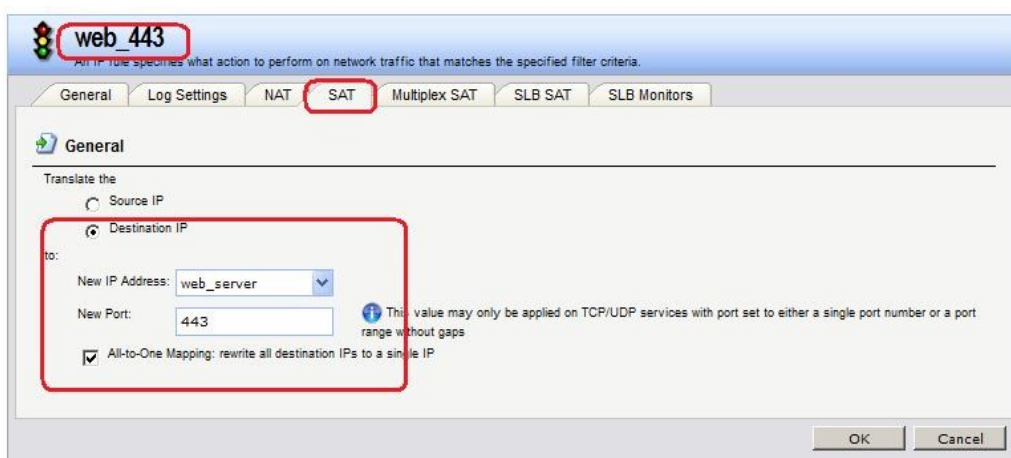 web_443
An IP rule specifies what action to perform on network traffic that matches the specified filter criteria.
General Log Settings NAT SAT Multiplex SAT SLB SAT SLB Monitors
General
Translate the
Source IP
Destination IP
to:
New IP Address: web_server
New Port: 443
This value may only be applied on TCP/UDP services with port set to either a single port number or a port
range without gaps
All-to-One Mapping: rewrite all destination IPs to a single IP
OK Cancel